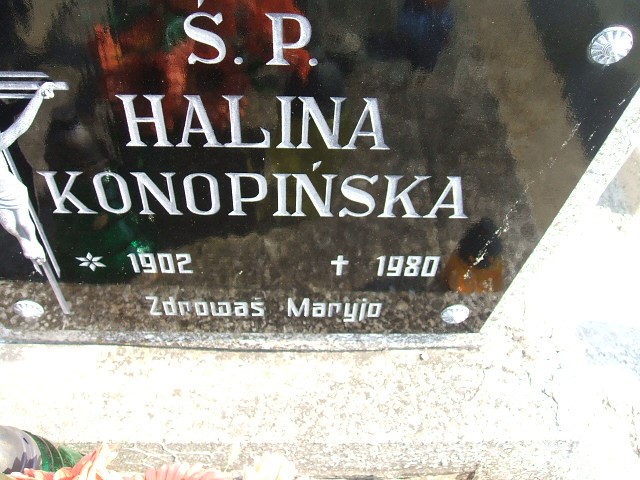 Ś. P.
HALINA
KONOPIŃSKA
* 1902 ✝ 1980
Zdrowaś Maryjo